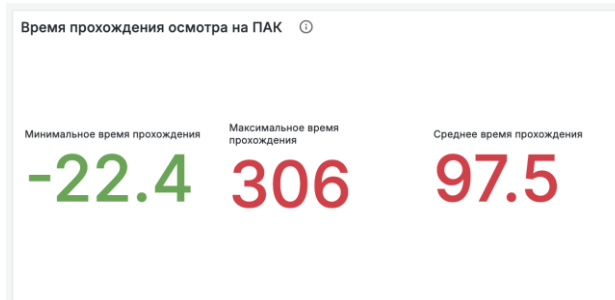 Время прохождения осмотра на ПАК
Минимальное время прохождения
-22.4
Максимальное время
прохождения
306
Среднее время прохождения
97.5